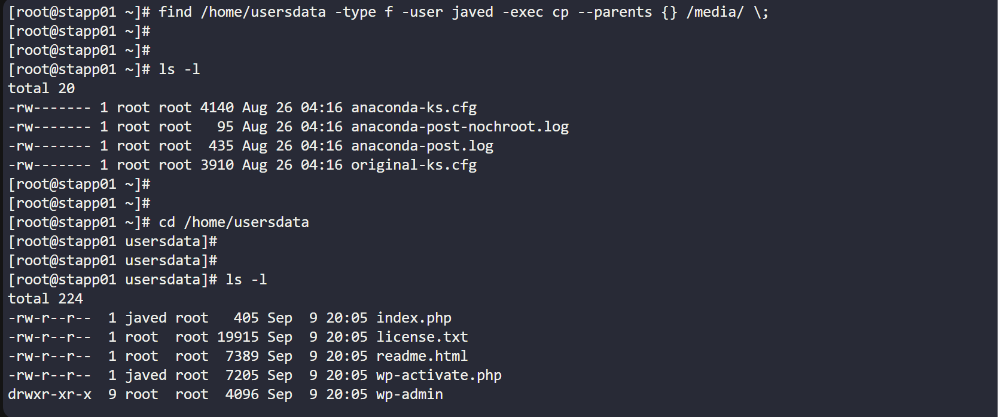 [root@stapp01 ~]# find /home/usersdata -type f -user javed -exec cp --parents {} /media/ \;
[root@stapp01 ~]#
[root@stapp01 ~]#
[root@stapp01 ~]# ls -l
total 20
-rw------- 1 root root 4140 Aug 26 04:16 anaconda-ks.cfg
-rw------- 1 root root   95 Aug 26 04:16 anaconda-post-nochroot.log
-rw------- 1 root root  435 Aug 26 04:16 anaconda-post.log
-rw------- 1 root root 3910 Aug 26 04:16 original-ks.cfg
[root@stapp01 ~]#
[root@stapp01 ~]#
[root@stapp01 ~]# cd /home/usersdata
[root@stapp01 usersdata]#
[root@stapp01 usersdata]#
[root@stapp01 usersdata]# ls -l
total 224
-rw-r--r--  1 javed root   405 Sep  9 20:05 index.php
-rw-r--r--  1 root  root 19915 Sep  9 20:05 license.txt
-rw-r--r--  1 root  root  7389 Sep  9 20:05 readme.html
-rw-r--r--  1 javed root  7205 Sep  9 20:05 wp-activate.php
drwxr-xr-x  9 root  root  4096 Sep  9 20:05 wp-admin